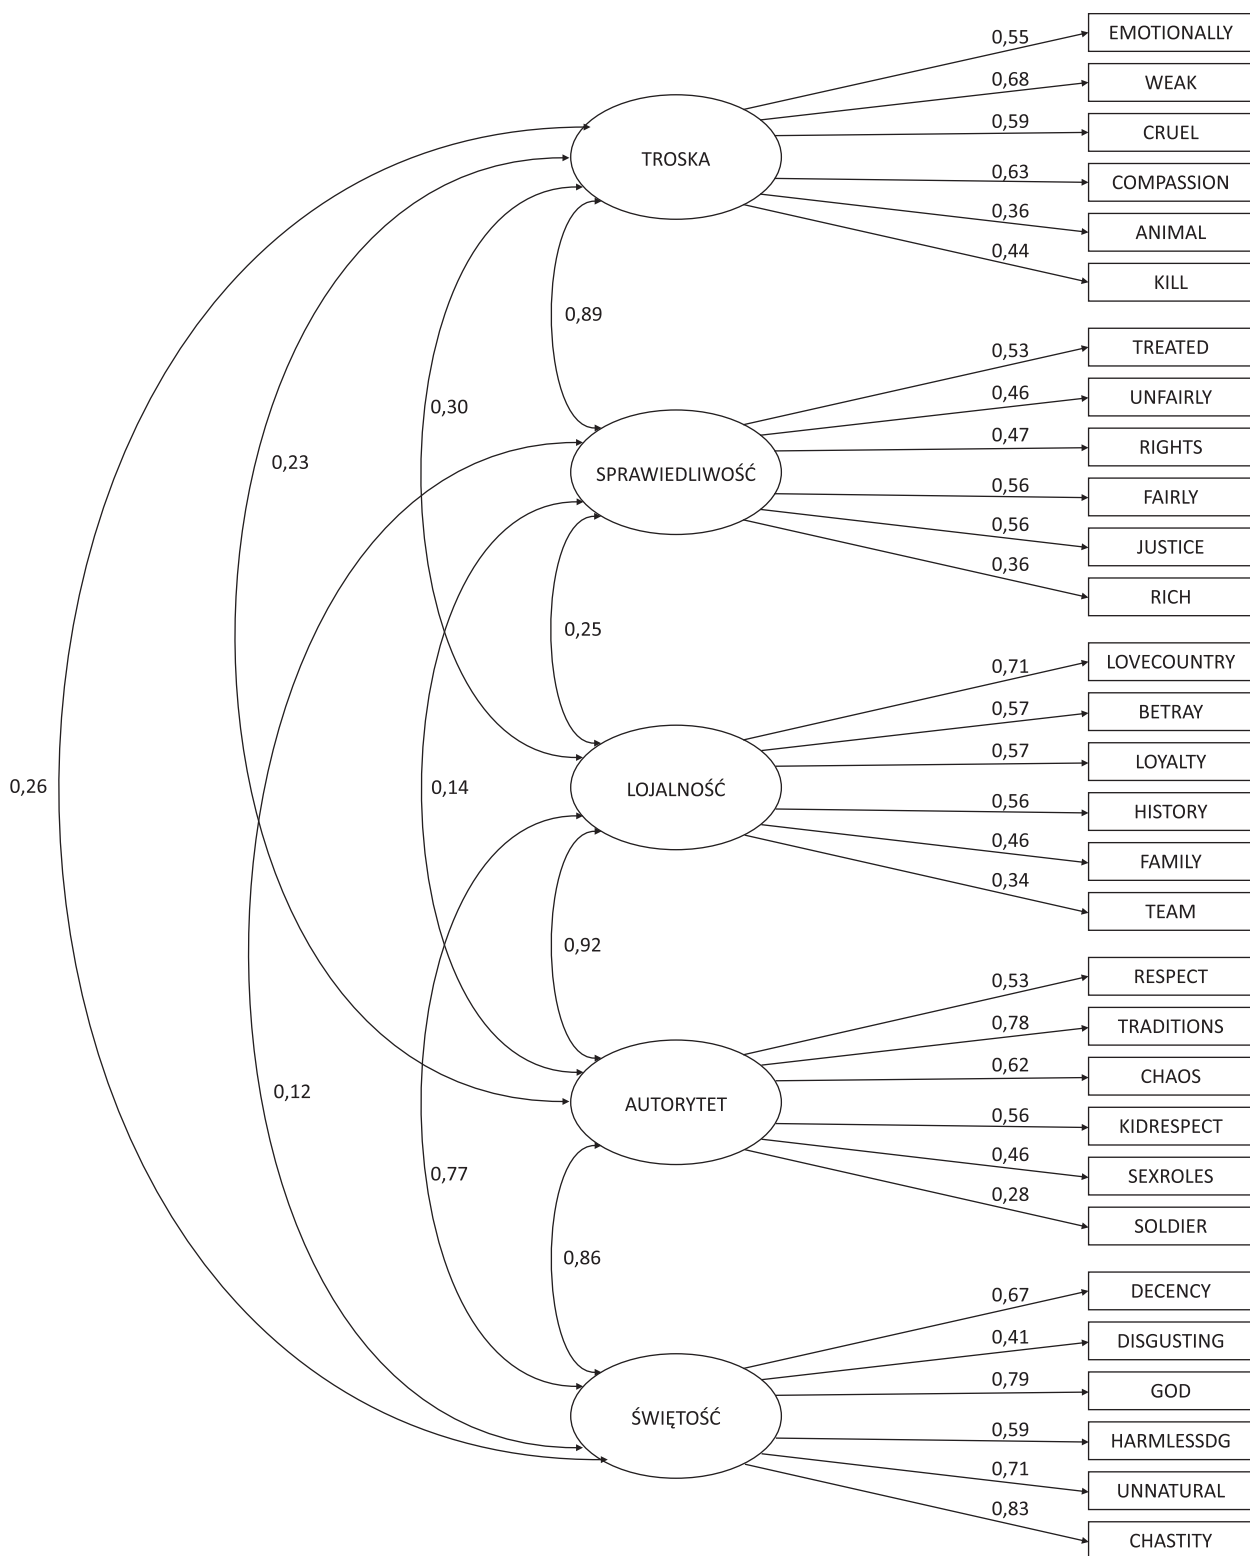 0,55
EMOTIONALLY
0,68
WEAK
0,59
CRUEL
TROSKA
0,63
COMPASSION
0,36
ANIMAL
0,44
KILL
0,89
0,53
TREATED
0,46
UNFAIRLY
0,30
0,47
RIGHTS
0,23
SPRAWIEDLIWOŚĆ
0,56
FAIRLY
0,56
JUSTICE
0,36
RICH
0,25
0,71
LOVECOUNTRY
0,57
BETRAY
0,57
LOYALTY
0,26
0,14
LOJALNOŚĆ
0,56
HISTORY
0,46
FAMILY
0,34
TEAM
0,92
0,53
RESPECT
0,78
TRADITIONS
0,62
CHAOS
0,12
AUTORYTET
0,56
KIDRESPECT
0,46
SEXROLES
0,77
0,28
SOLDIER
0,86
0,67
DECENCY
0,41
DISGUSTING
0,79
GOD
ŚWIĘTOŚĆ
0,59
HARMLESSDG
0,71
UNNATURAL
0,83
CHASTITY